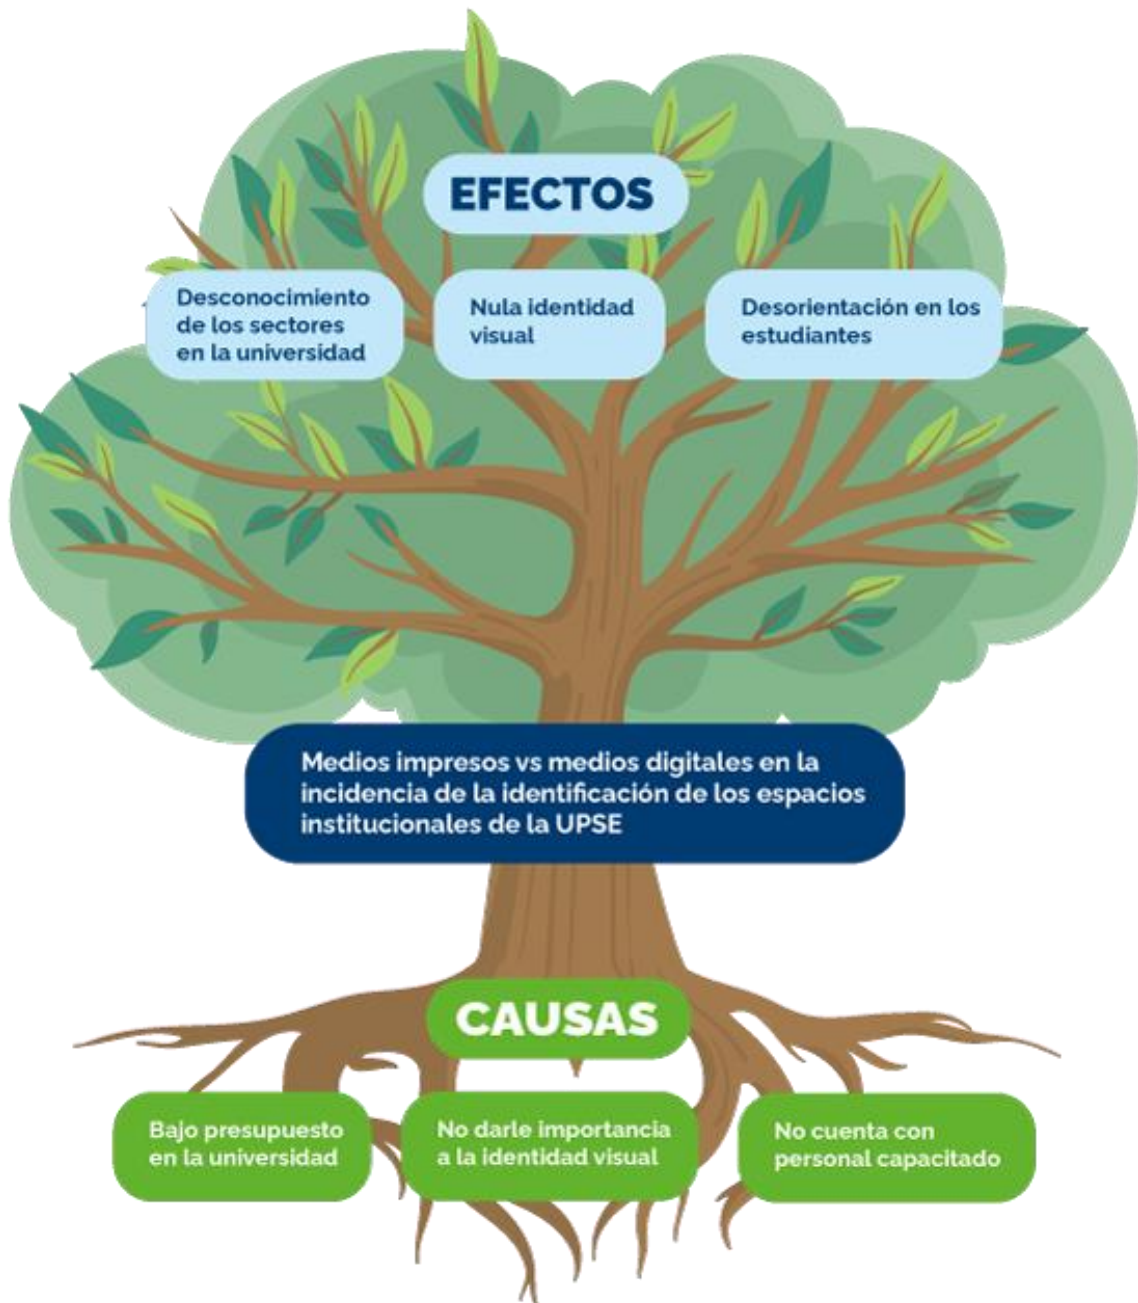 EFECTOS
Desconocimiento
de los sectores
en la universidad
Nula identidad
visual
Desorientación en los
estudiantes
Medios impresos vs medios digitales en la
incidencia de la identificación de los espacios
institucionales de la UPSE
CAUSAS
Bajo presupuesto
en la universidad
No darle importancia
a la identidad visual
No cuenta con
personal capacitado